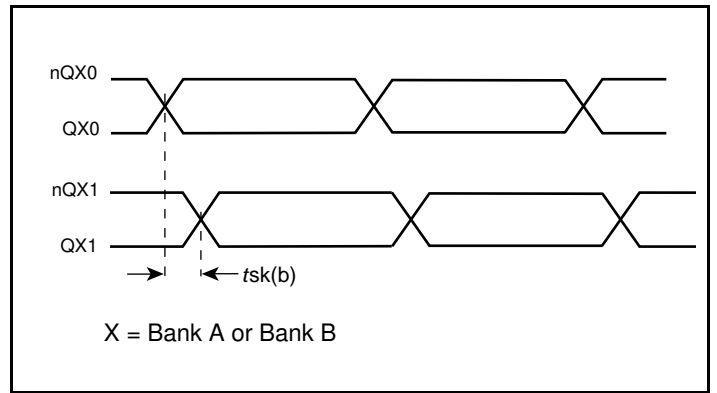 nQX0
QX0
nQX1
QX1
tsk(b)
X = Bank A or Bank B